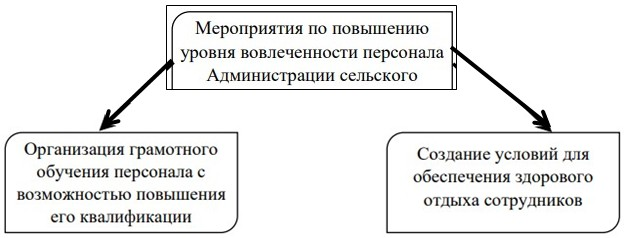 Мероприятия по повышению
уровня вовлеченности персонала
Администрации сельского
Организация грамотного
обучения персонала с
возможностью повышения
его квалификации
Создание условий для
обеспечения здорового
отдыха сотрудников